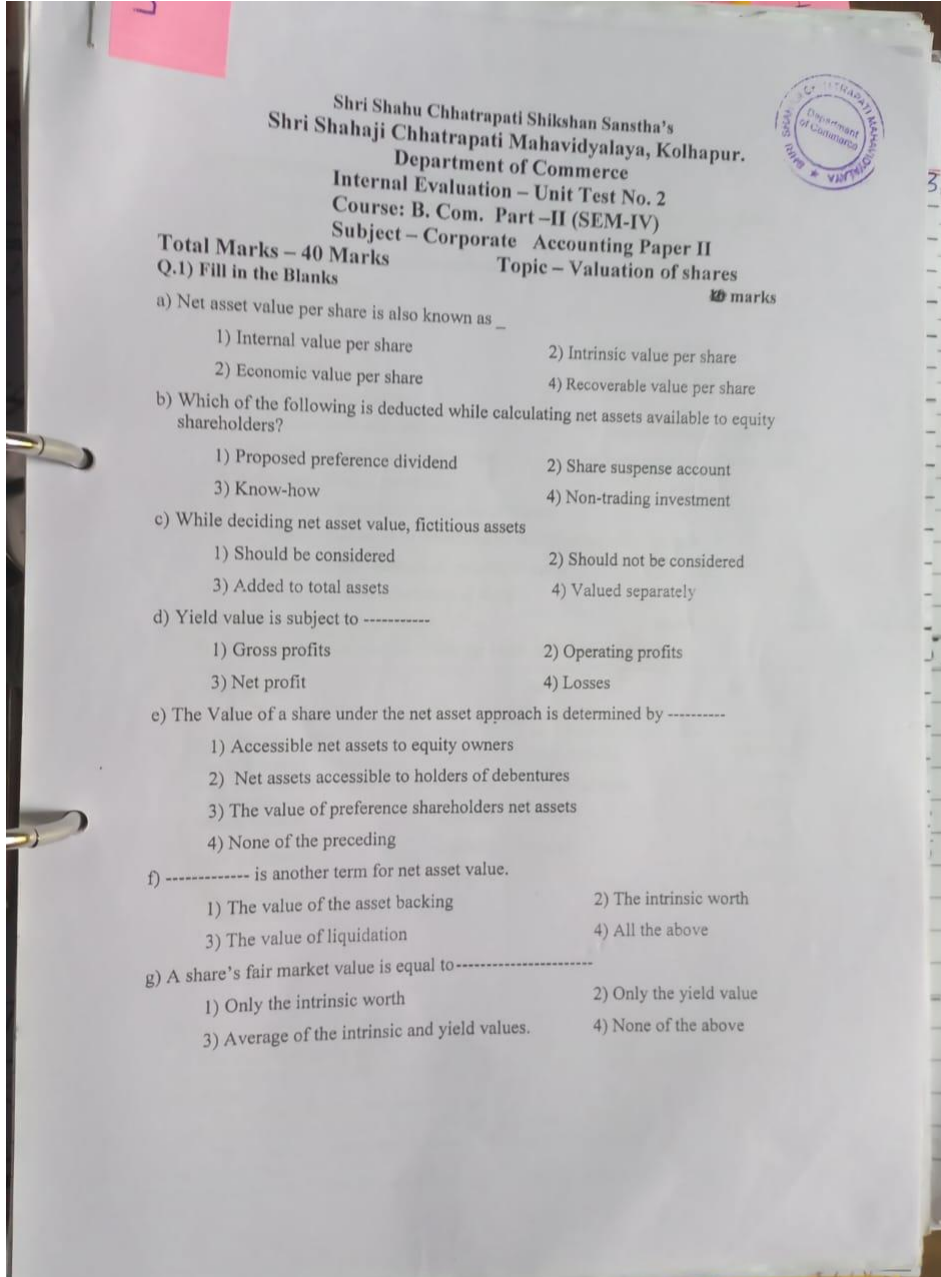 Shri Shahu Chhatrapati Shikshan Sanstha's
Shri Shahaji Chhatrapati Mahavidyalaya, Kolhapur.
Department of Commerce
Internal Evaluation – Unit Test No. 2
Course: B. Com. Part –II (SEM-IV)
Subject – Corporate Accounting Paper II
Total Marks – 40 Marks Topic – Valuation of shares
Q.1) Fill in the Blanks marks
a) Net asset value per share is also known as _
1) Internal value per share 2) Intrinsic value per share
2) Economic value per share 4) Recoverable value per share
b) Which of the following is deducted while calculating net assets available to equity
shareholders?
1) Proposed preference dividend 2) Share suspense account
3) Know-how 4) Non-trading investment
c) While deciding net asset value, fictitious assets
1) Should be considered 2) Should not be considered
3) Added to total assets 4) Valued separately
d) Yield value is subject to -----------
1) Gross profits 2) Operating profits
3) Net profit 4) Losses
e) The Value of a share under the net asset approach is determined by ----------
1) Accessible net assets to equity owners
2) Net assets accessible to holders of debentures
3) The value of preference shareholders net assets
4) None of the preceding
f) ------------- is another term for net asset value.
1) The value of the asset backing 2) The intrinsic worth
3) The value of liquidation 4) All the above
g) A share's fair market value is equal to----------------------
1) Only the intrinsic worth 2) Only the yield value
3) Average of the intrinsic and yield values. 4) None of the above
Department
of Commerce
MAHAVIDYALAYA
3